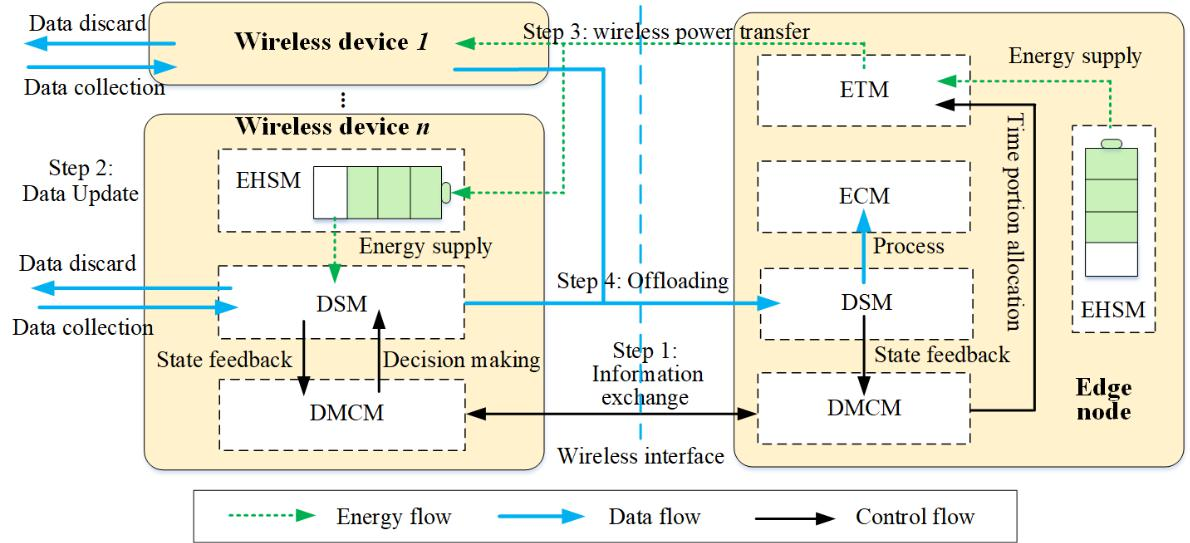 Data discard
Wireless device 1
Data collection
Step 3: wireless power transfer
Energy supply
ETM
...
Wireless device n
Step 2:
Data Update
EHSM
Energy supply
ECM
Process
Time portion allocation
EHSM
Data discard
Data collection
DSM
Step 4: Offloading
DSM
State feedback
Decision making
Step 1:
Information
exchange
State feedback
DMCM
DMCM
Edge
node
Wireless interface
Energy flow
Data flow
Control flow